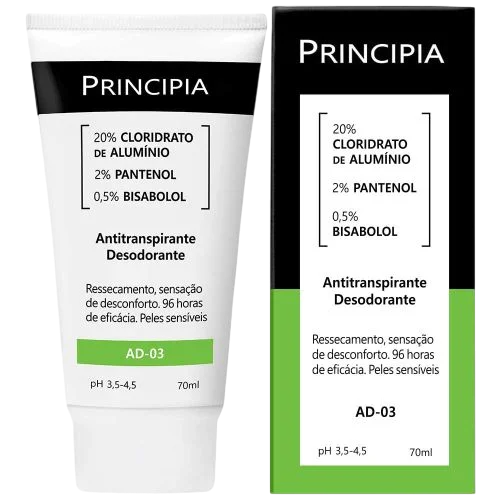 PRINCIPIA
20% CLORIDRATO
DE ALUMÍNIO
2% PANTENOL
0,5% BISABOLOL
Antitranspirante
Desodorante
Ressecamento, sensação
de desconforto. 96 horas
de eficácia. Peles sensíveis
AD-03
pH 3,5-4,5 70ml
PRINCIPIA
20%
CLORIDRATO
DE ALUMÍNIO
2% PANTENOL
0,5%
BISABOLOL
Antitranspirante
Desodorante
Ressecamento, sensação
de desconforto. 96 horas
de eficácia. Peles sensíveis
AD-03
pH 3,5-4,5 70ml